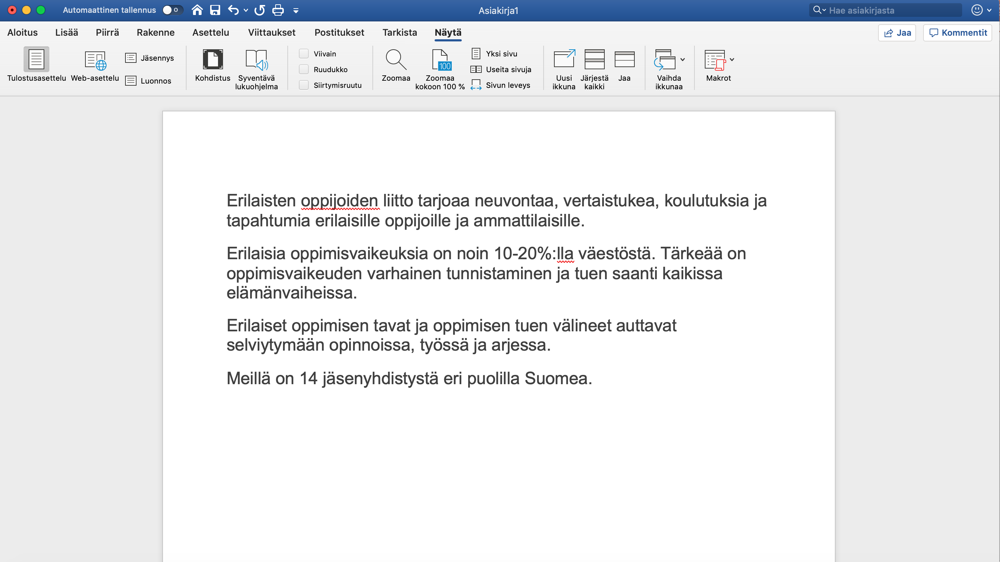 Automaattinen tallennus
Asiakirja1
Hae asiakirjasta
Aloitus Lisää Piirrä Rakenne Asettelu Viittaukset Postitukset Tarkista Näytä
Jaa Kommentit
Tulostusasettelu
Web-asettelu
Jäsennys
Luonnos
Kohdistus
Syventävä
lukuohjelma
Viivain
Ruudukko
Siirtymisruutu
Zoomaa
100
Zoomaa
kokoon 100 %
Yksi sivu
Useita sivuja
Sivun leveys
Uusi
ikkuna
Järjestä
kaikki
Jaa
Vaihda
ikkunaa
Makrot
Erilaisten oppijoiden liitto tarjoaa neuvontaa, vertaistukea, koulutuksia ja
tapahtumia erilaisille oppijoille ja ammattilaisille.
Erilaisia oppimisvaikeuksia on noin 10-20%:lla väestöstä. Tärkeää on
oppimisvaikeuden varhainen tunnistaminen ja tuen saanti kaikissa
elämänvaiheissa.
Erilaiset oppimisen tavat ja oppimisen tuen välineet auttavat
selviytymään opinnoissa, työssä ja arjessa.
Meillä on 14 jäsenyhdistystä eri puolilla Suomea.